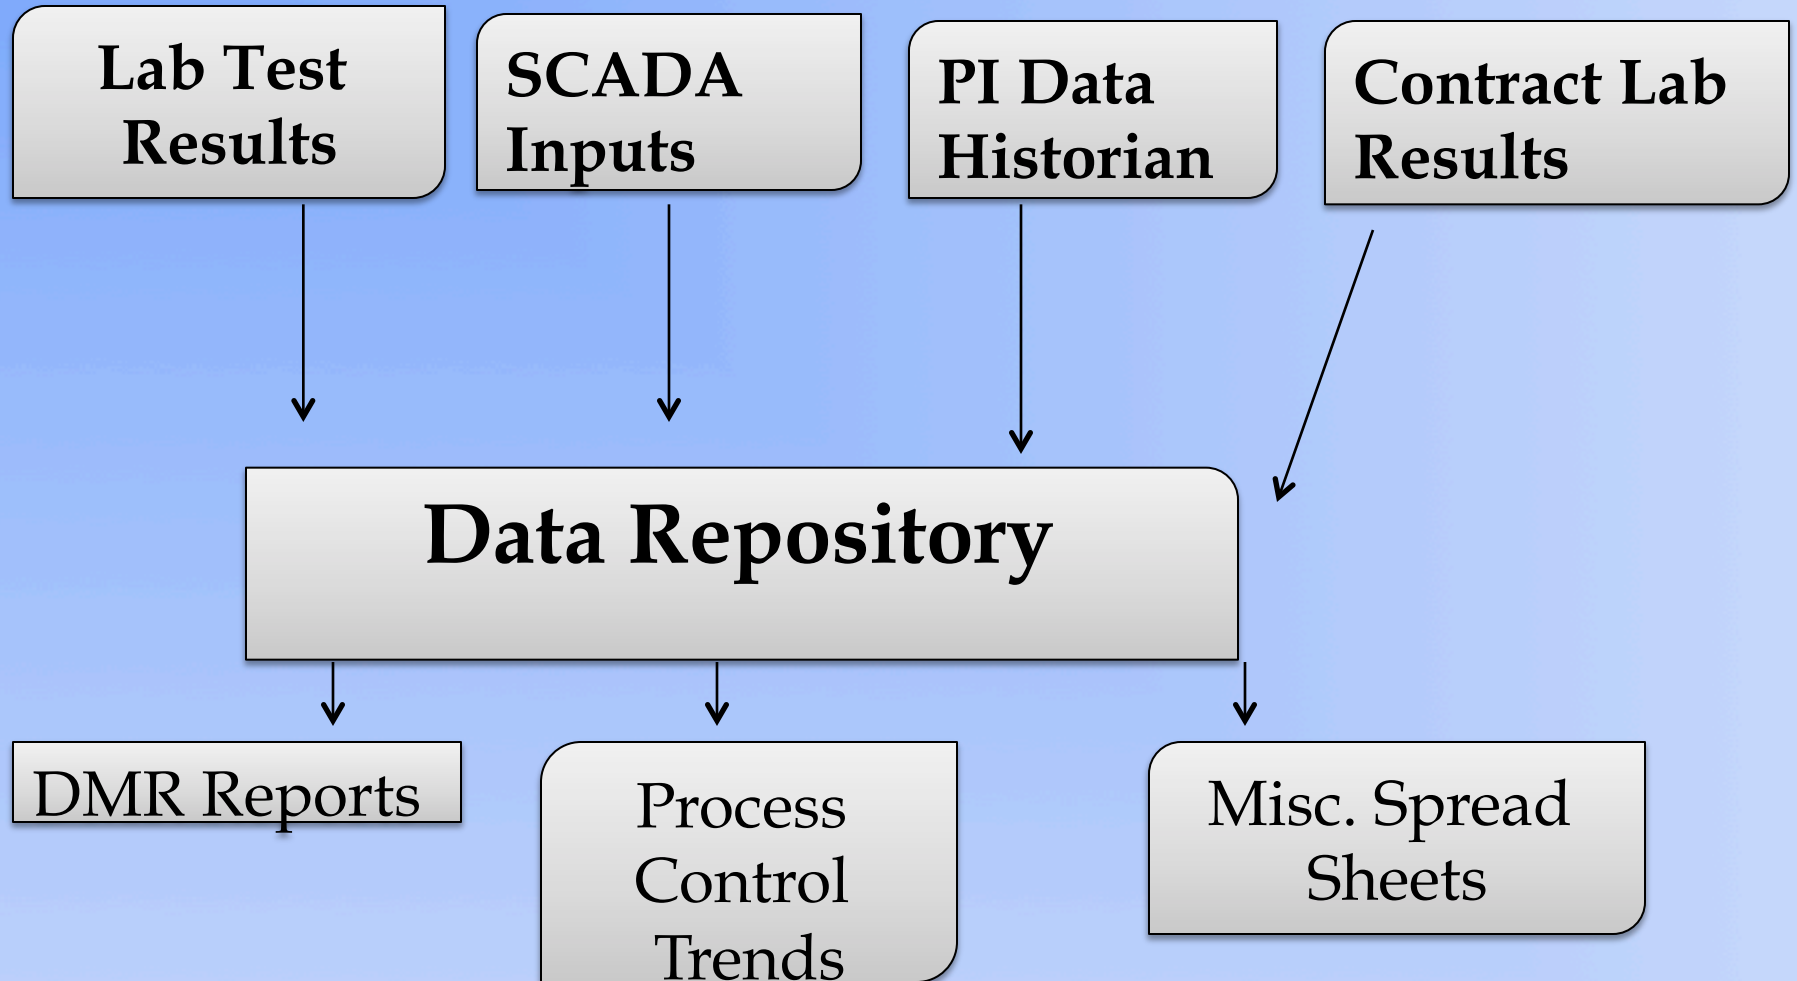 Lab Test
Results
SCADA
Inputs
PI Data
Historian
Contract Lab
Results
Data Repository
DMR Reports
Process
Control
Trends
Misc. Spread
Sheets